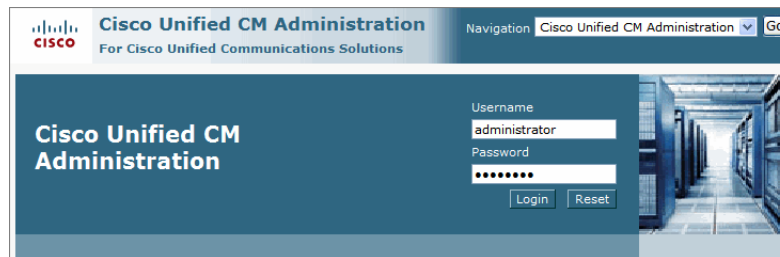 CISCO
Cisco Unified CM Administration
For Cisco Unified Communications Solutions
Navigation Cisco Unified CM Administration GO
Cisco Unified CM
Administration
Username
administrator
Password
••••••••
Login Reset